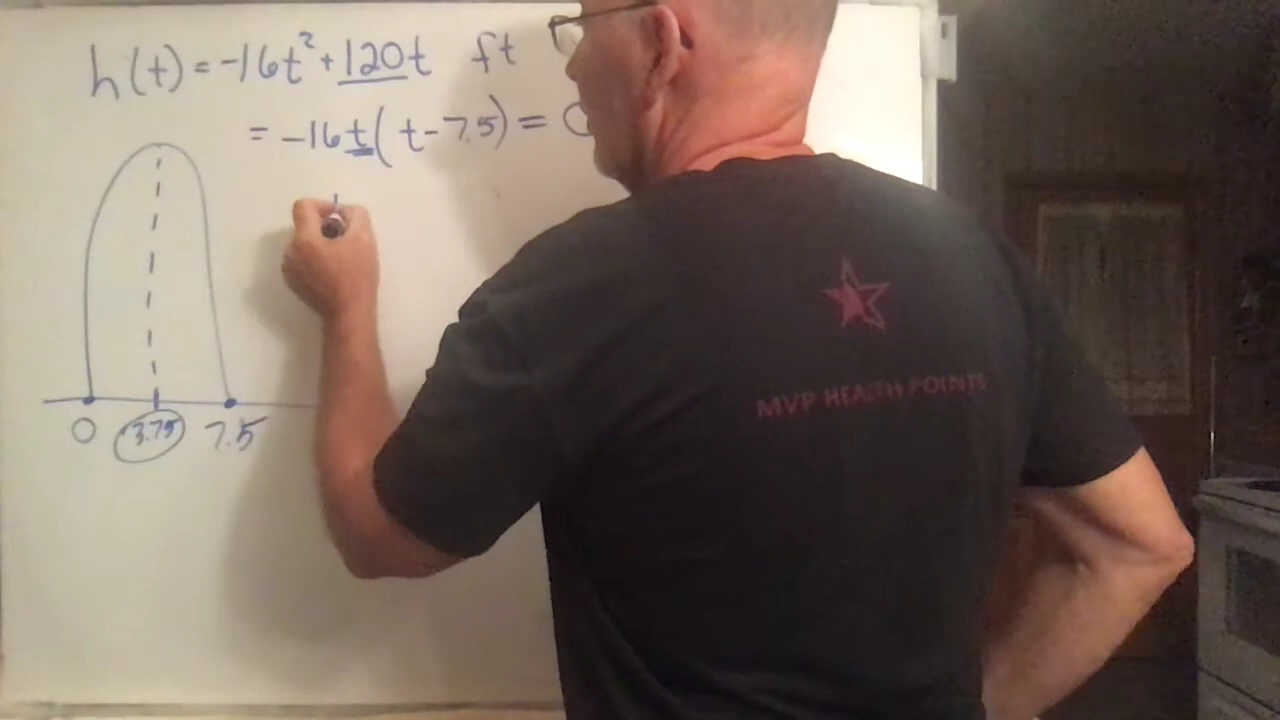 h(t) = -16t² + 120t ft
= -16t(t-7.5) = 0
0 3.75 7.5
MVP HEALTH POINTS